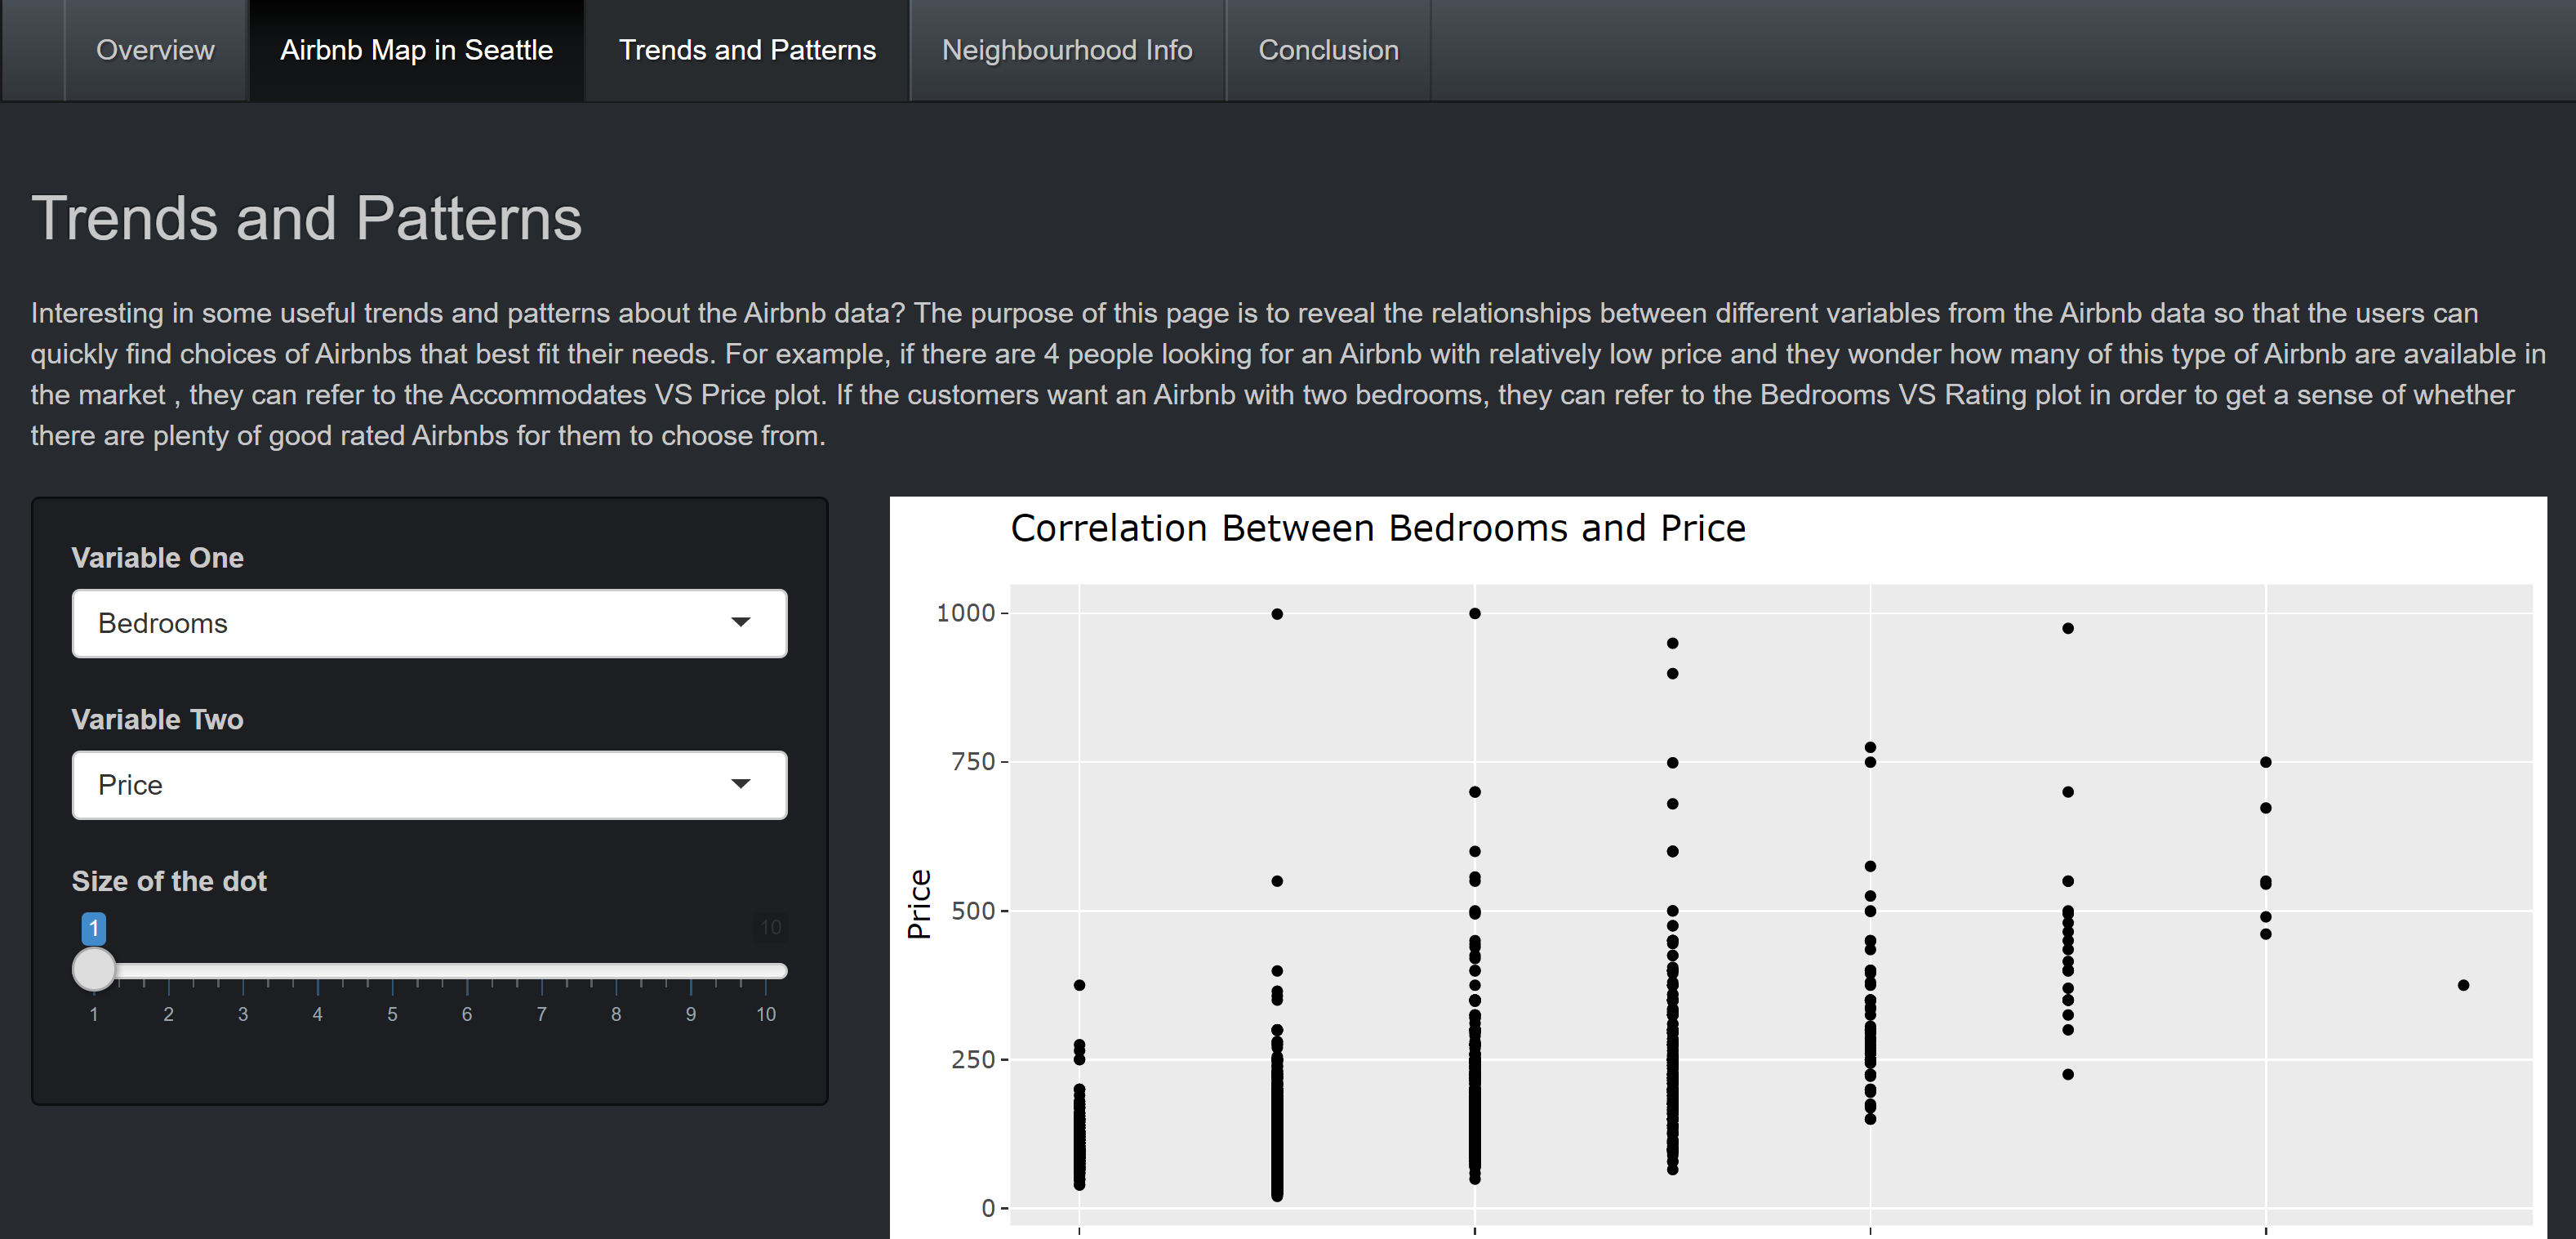 Overview Airbnb Map in Seattle Trends and Patterns Neighbourhood Info Conclusion
Trends and Patterns
Interesting in some useful trends and patterns about the Airbnb data? The purpose of this page is to reveal the relationships between different variables from the Airbnb data so that the users can
quickly find choices of Airbnbs that best fit their needs. For example, if there are 4 people looking for an Airbnb with relatively low price and they wonder how many of this type of Airbnb are available in
the market , they can refer to the Accommodates VS Price plot. If the customers want an Airbnb with two bedrooms, they can refer to the Bedrooms VS Rating plot in order to get a sense of whether
there are plenty of good rated Airbnbs for them to choose from.
Variable One
Bedrooms
Variable Two
Price
Size of the dot
1 10
1 2 3 4 5 6 7 8 9 10
Correlation Between Bedrooms and Price
Price
1000
750
500
250
0